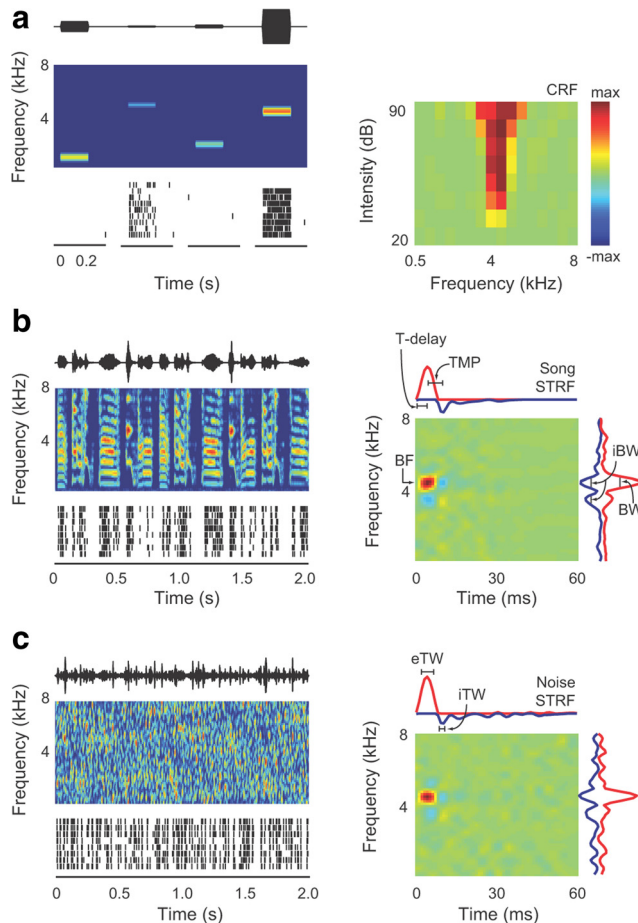 a
8
4
Frequency (kHz)
0 0.2
Time (s)
CRF
90
20
Intensity (dB)
0.5 4 8
Frequency (kHz)
max
-max
b
8
4
Frequency (kHz)
0 0.5 1.0 1.5 2.0
Time (s)
T-delay
TMP
Song
STRF
8
BF
4
Frequency (kHz)
iBW
BW
0 30 60
Time (ms)
c
8
4
Frequency (kHz)
0 0.5 1.0 1.5 2.0
Time (s)
eTW
iTW
Noise
STRF
8
4
Frequency (kHz)
0 30 60
Time (ms)